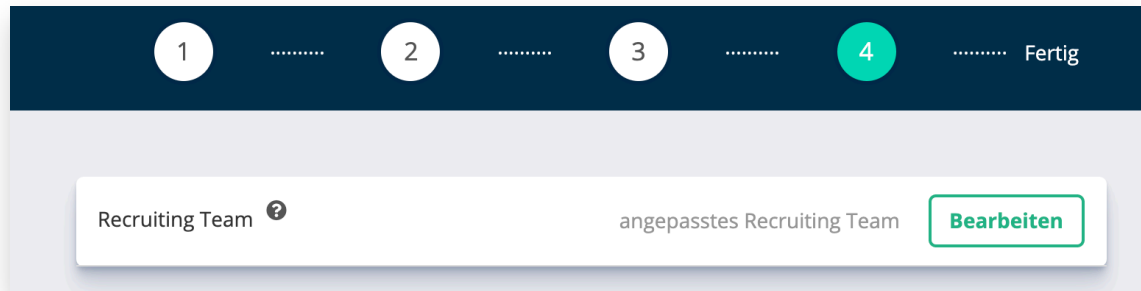 1 .......... 2 .......... 3 .......... 4 .......... Fertig
Recruiting Team ? angepasstes Recruiting Team Bearbeiten